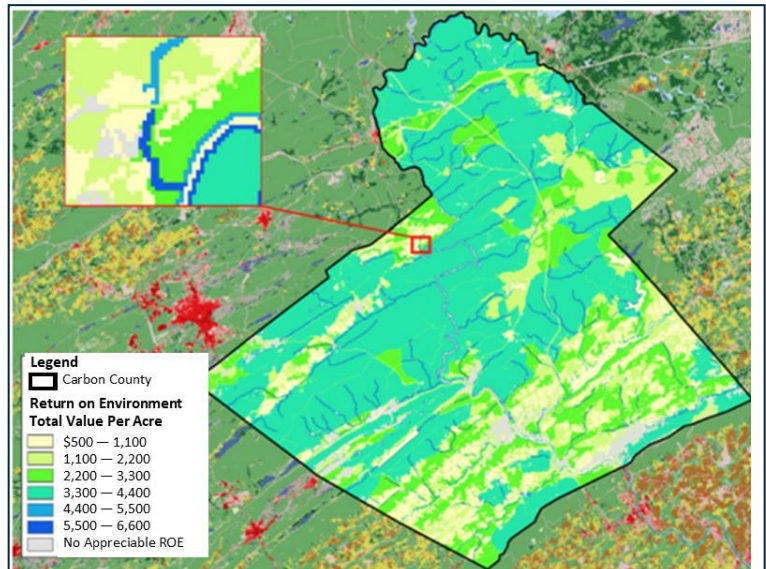 Legend
Carbon County
Return on Environment
Total Value Per Acre
$500 — 1,100
1,100 — 2,200
2,200 — 3,300
3,300 — 4,400
4,400 — 5,500
5,500 — 6,600
No Appreciable ROE